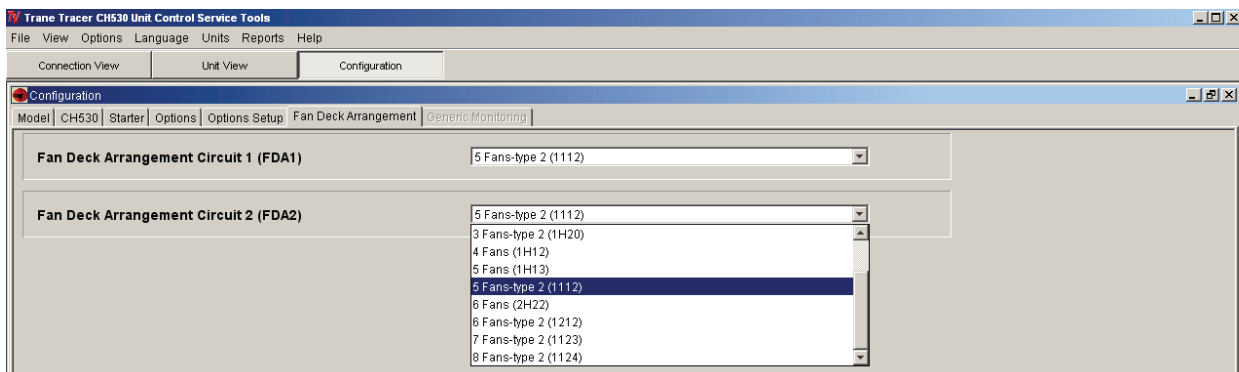 Trane Tracer CH530 Unit Control Service Tools
File View Options Language Units Reports Help
Connection View Unit View Configuration
Configuration
Model CH530 Starter Options Options Setup Fan Deck Arrangement Generic Monitoring
Fan Deck Arrangement Circuit 1 (FDA1) 5 Fans-type 2 (1112)
Fan Deck Arrangement Circuit 2 (FDA2) 5 Fans-type 2 (1112)
3 Fans-type 2 (1H20)
4 Fans (1H12)
5 Fans (1H13)
5 Fans-type 2 (1112)
6 Fans (2H22)
6 Fans-type 2 (1212)
7 Fans-type 2 (1123)
8 Fans-type 2 (1124)